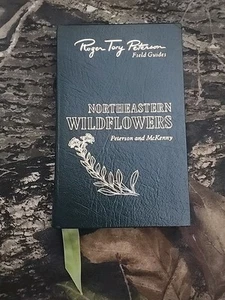 Roger Tory Peterson
Field Guides
NORTHEASTERN
WILDFLOWERS
Peterson and McKenny